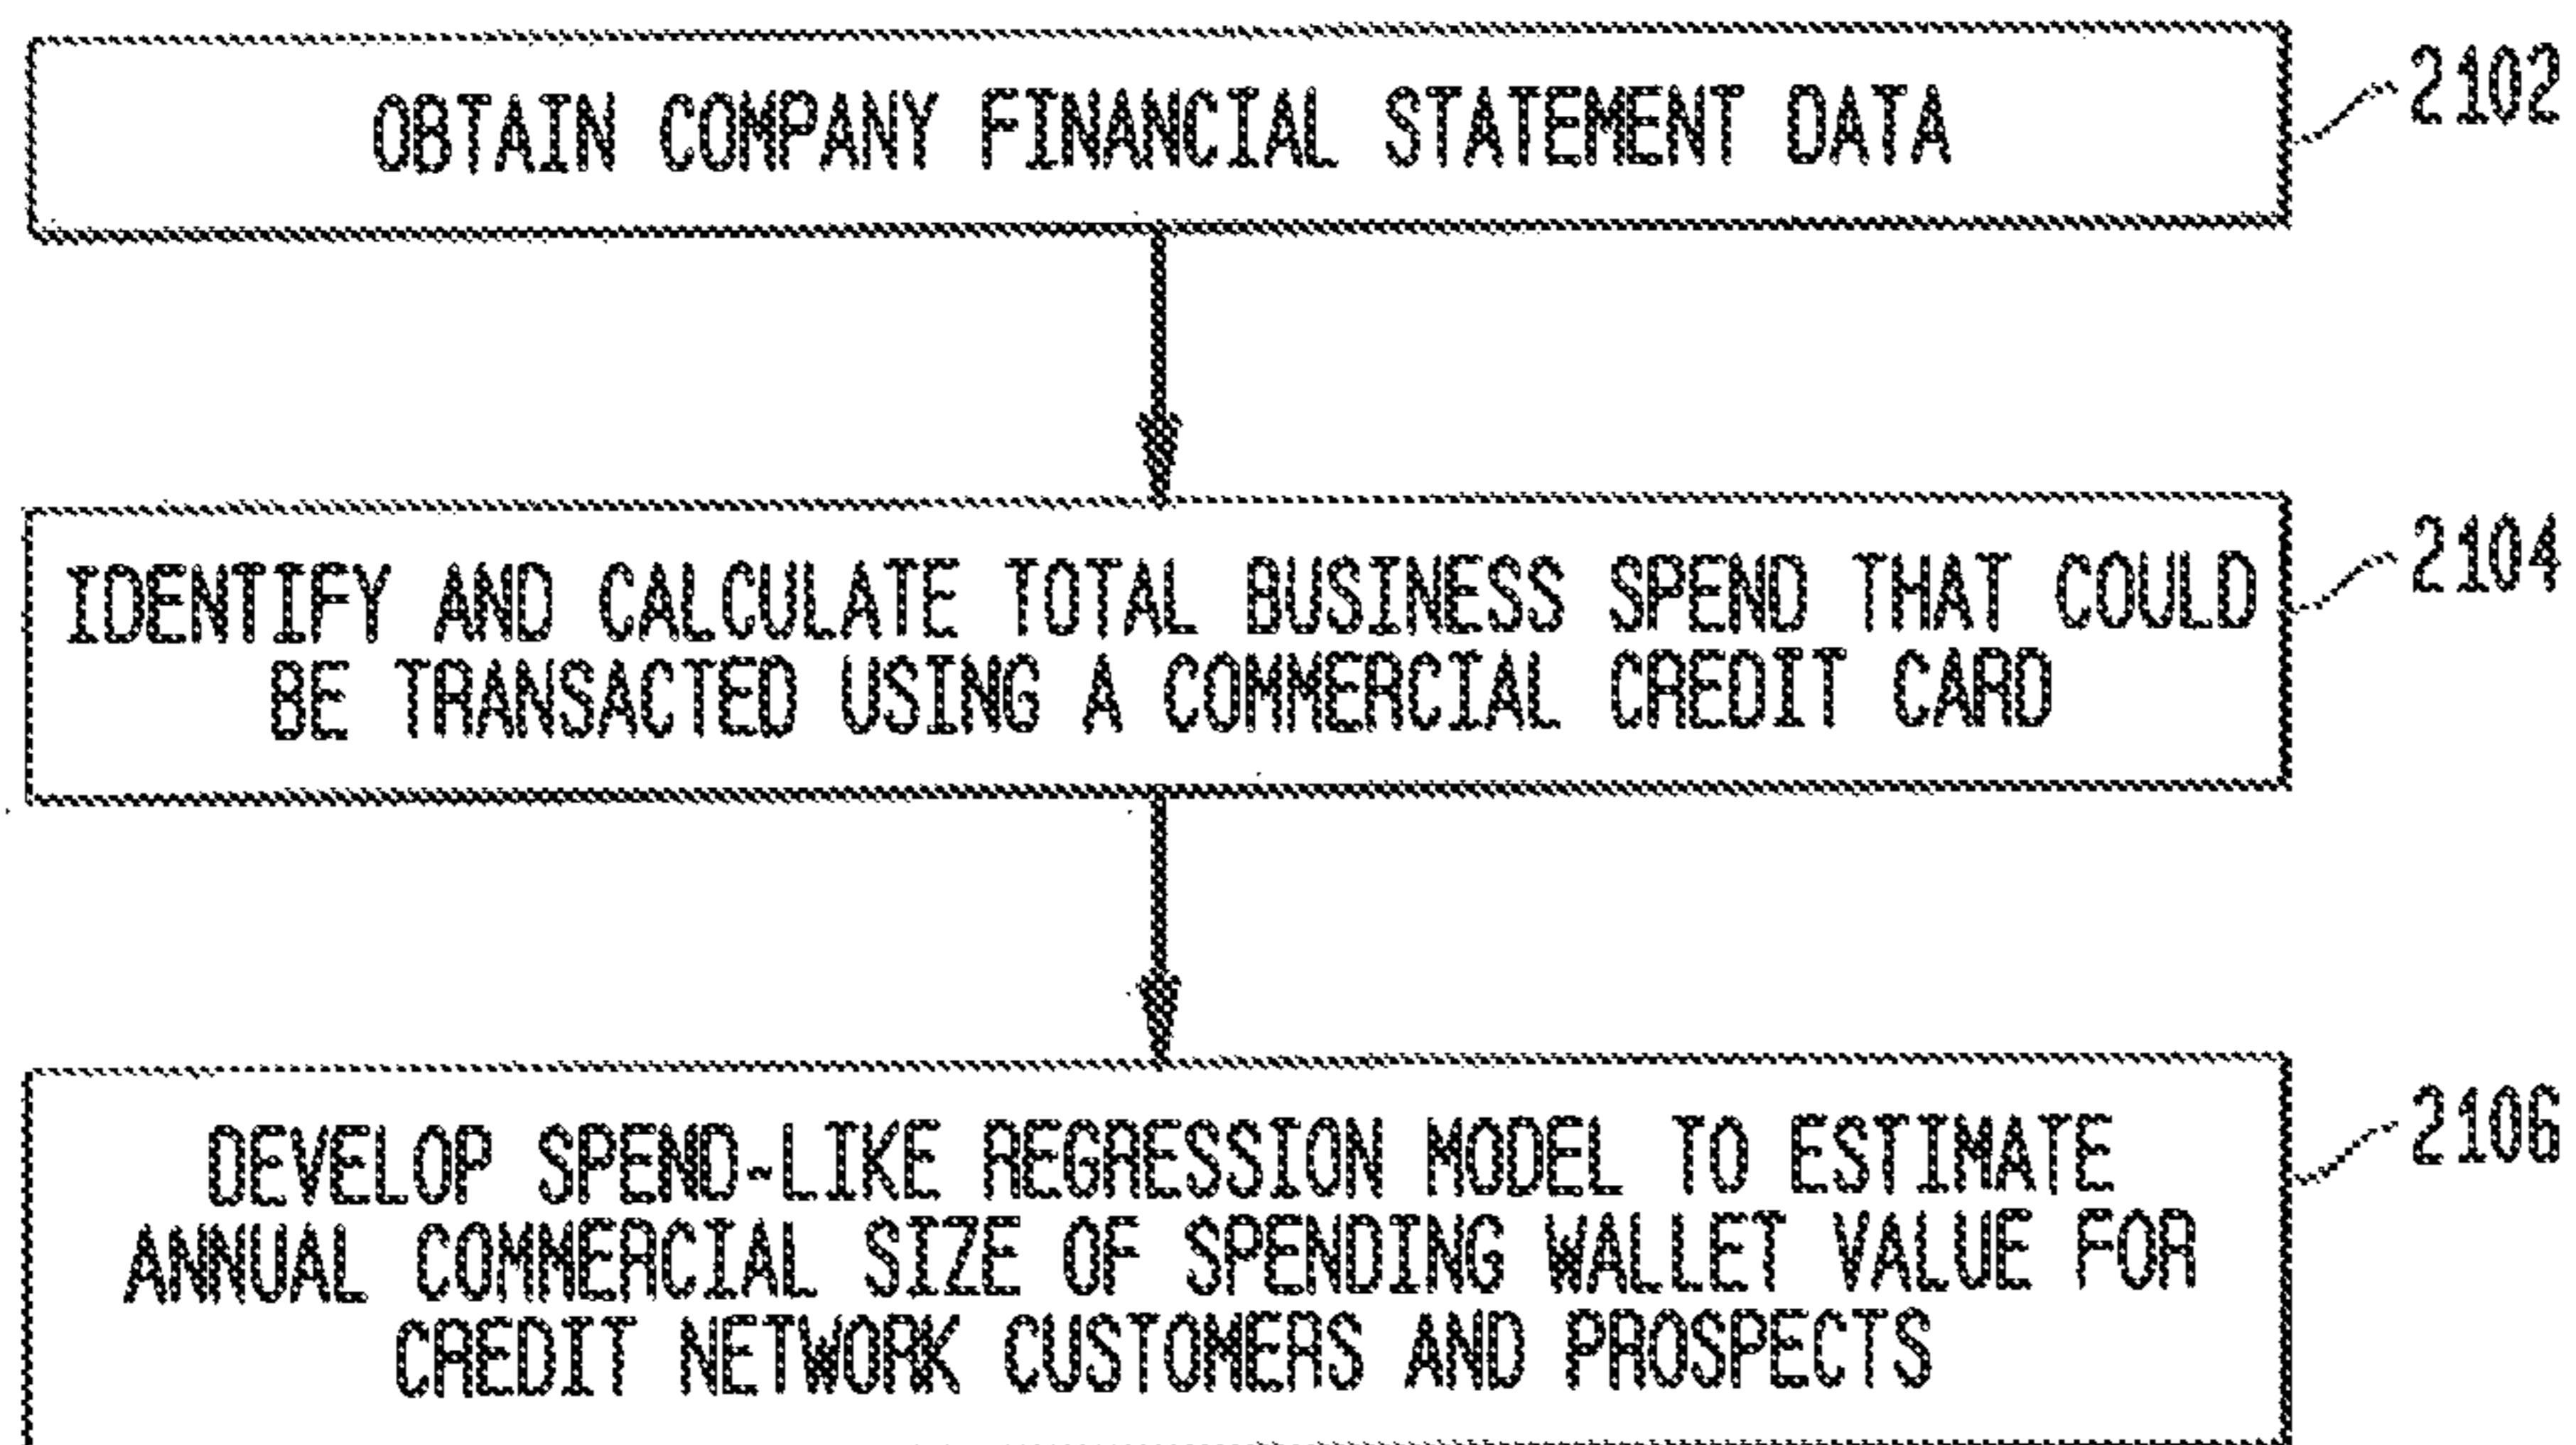 OBTAIN COMPANY FINANCIAL STATEMENT DATA
2102
IDENTIFY AND CALCULATE TOTAL BUSINESS SPEND THAT COULD
BE TRANSACTED USING A COMMERCIAL CREDIT CARD
2104
DEVELOP SPEND-LIKE REGRESSION MODEL TO ESTIMATE
ANNUAL COMMERCIAL SIZE OF SPENDING WALLET VALUE FOR
CREDIT NETWORK CUSTOMERS AND PROSPECTS
2106